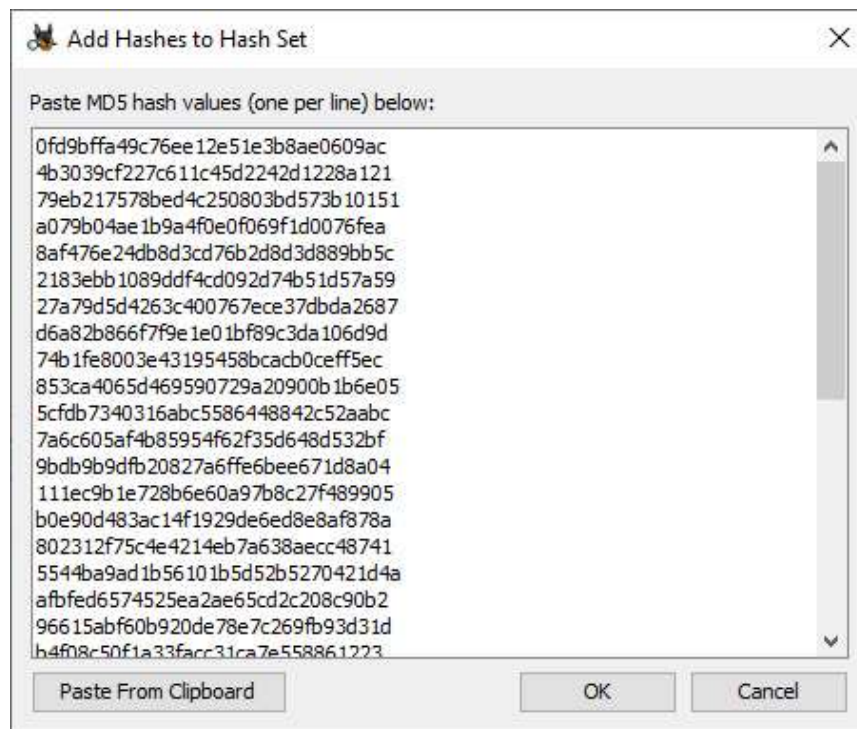 Add Hashes to Hash Set
Paste MD5 hash values (one per line) below:
0fd9bffa49c76ee12e51e3b8ae0609ac
4b3039cf227c611c45d2242d1228a121
79eb217578bed4c250803bd573b10151
a079b04ae1b9a4f0e0f069f1d0076fea
8af476e24db8d3cd76b2d8d3d889bb5c
2183ebb1089ddf4cd092d74b51d57a59
27a79d5d4263c400767ece37dbda2687
d6a82b866f7f9e1e01bf89c3da106d9d
74b1fe8003e43195458bcacb0ceff5ec
853ca4065d469590729a20900b1b6e05
5cfdb7340316abc5586448842c52aabc
7a6c605af4b85954f62f35d648d532bf
9bdb9b9dfb20827a6ffe6bee671d8a04
111ec9b1e728b6e60a97b8c27f489905
b0e90d483ac14f1929de6ed8e8af878a
802312f75c4e4214eb7a638aecc48741
5544ba9ad1b56101b5d52b5270421d4a
afbfed6574525ea2ae65cd2c208c90b2
96615abf60b920de78e7c269fb93d31d
b4f08c50f1a33facc31ca7e558861223
Paste From Clipboard
OK
Cancel